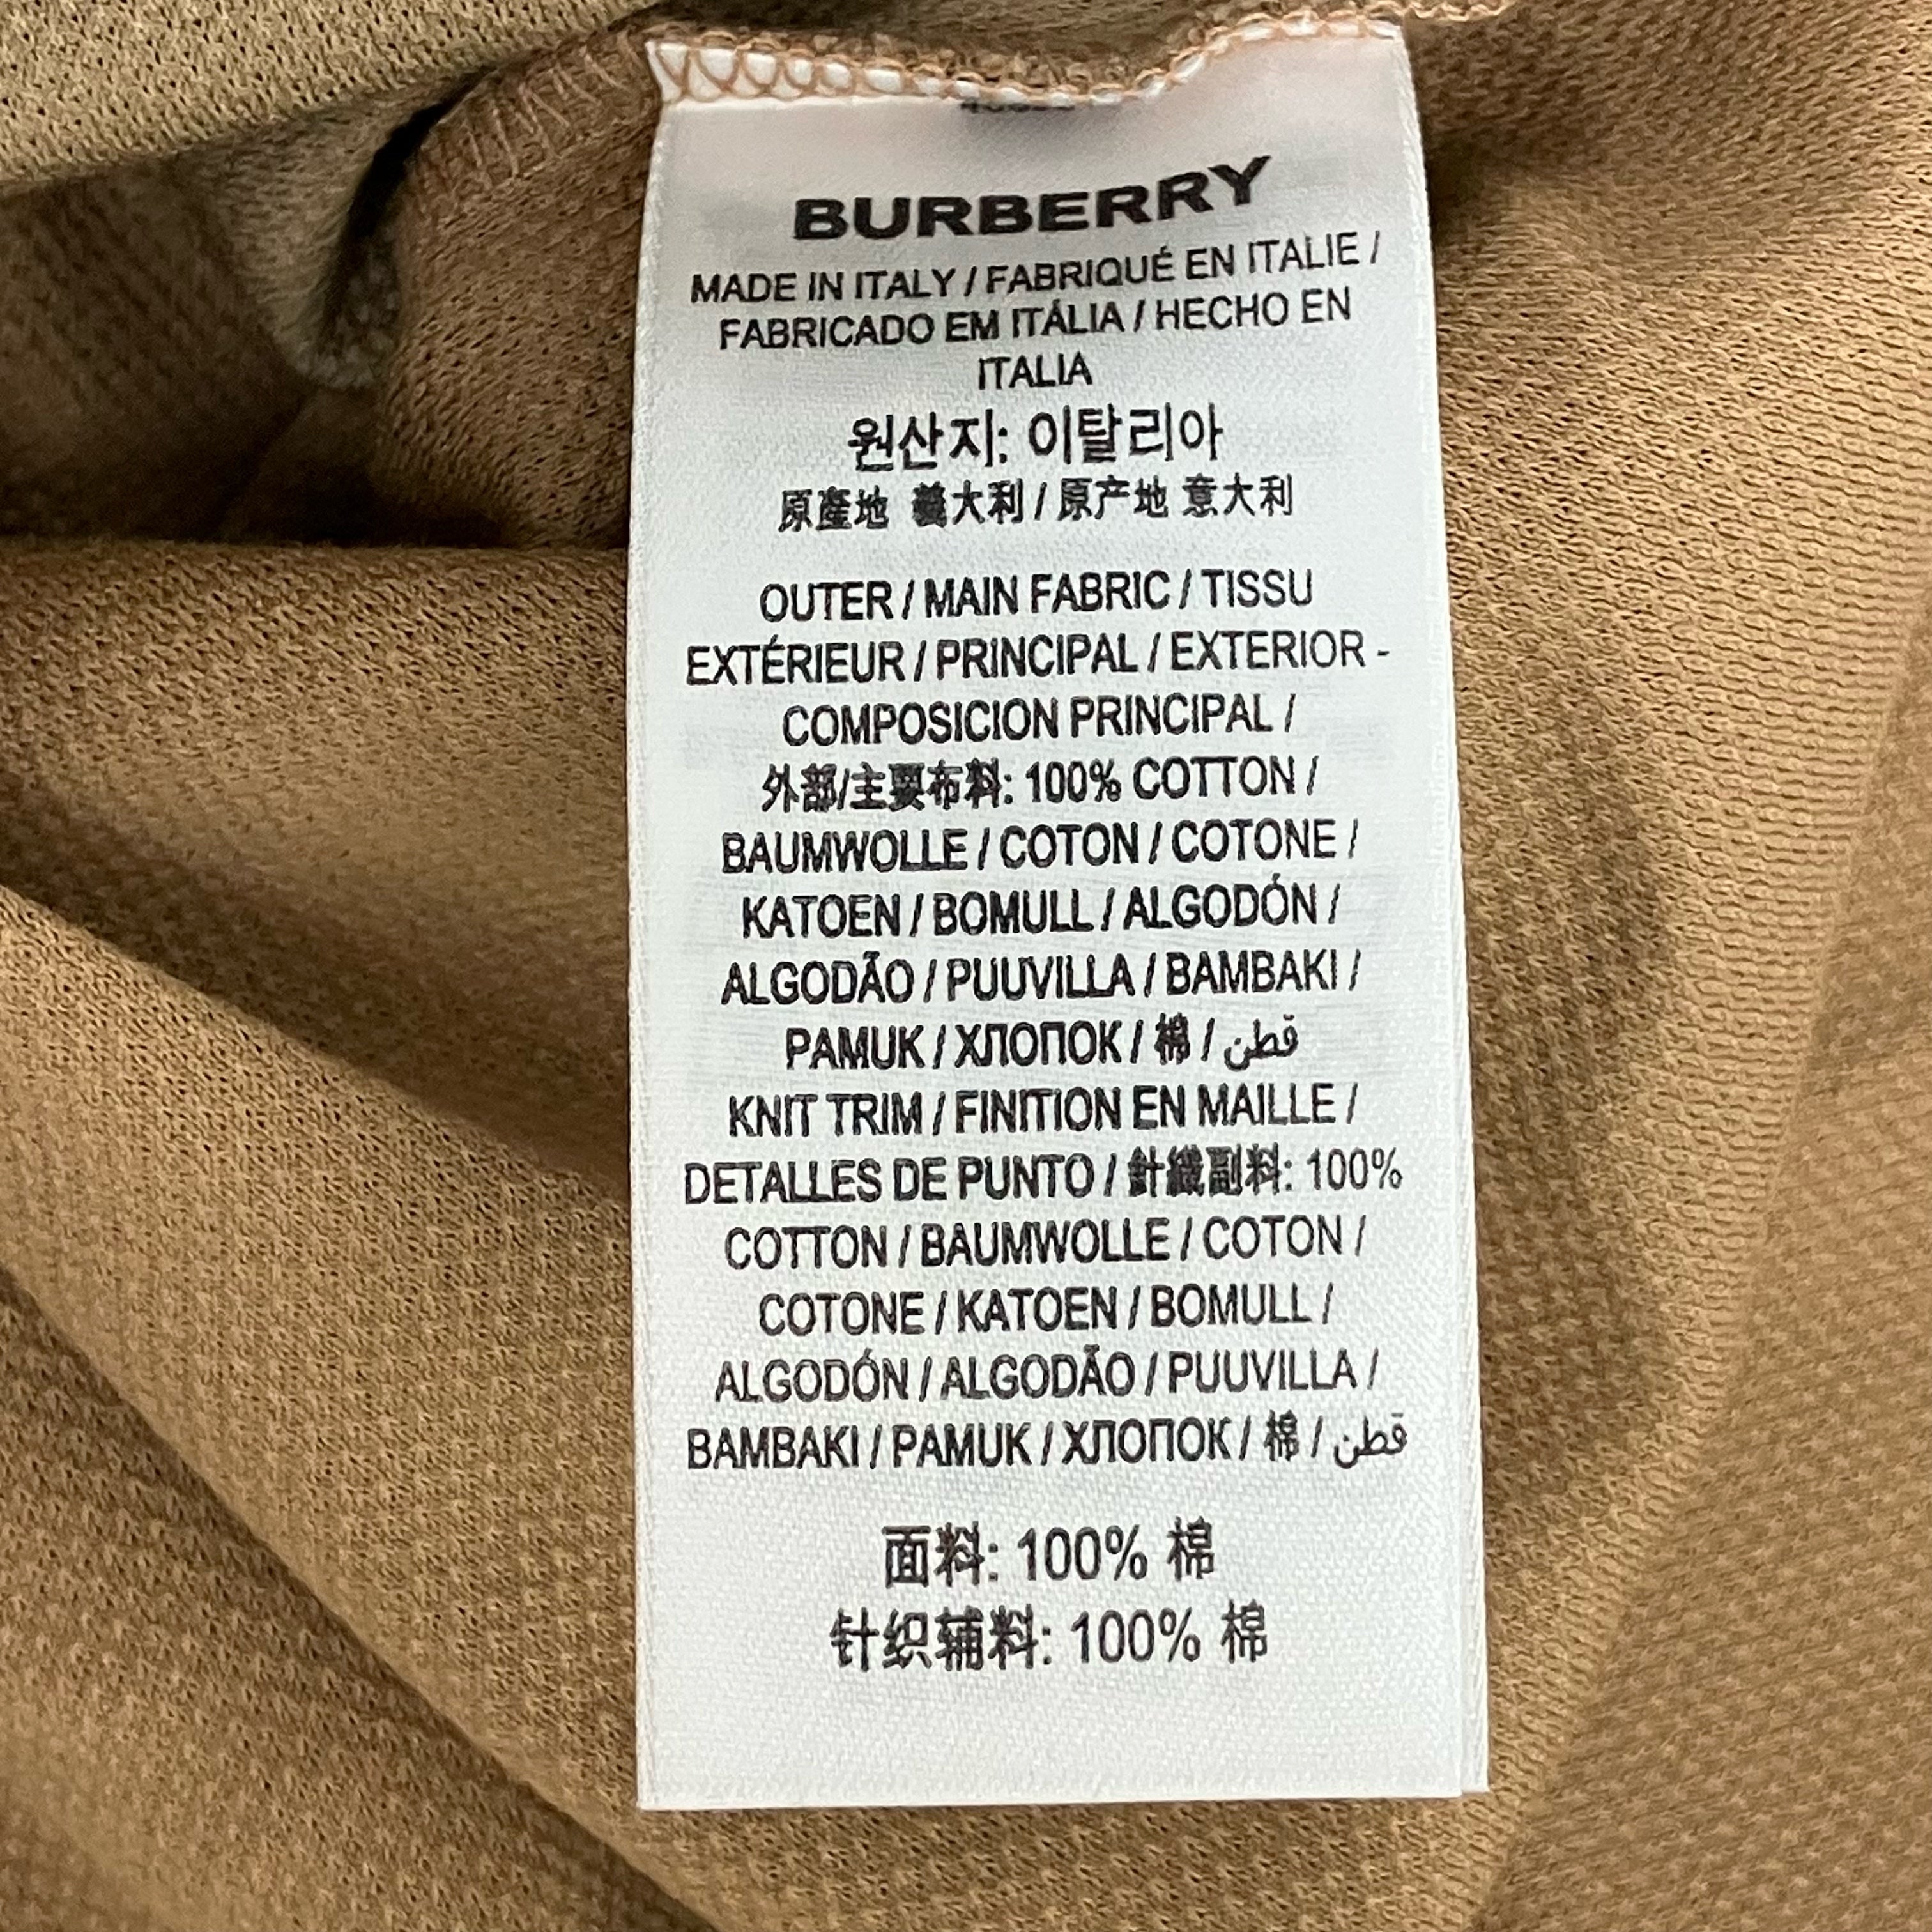 BURBERRY
MADE IN ITALY / FABRIQUÉ EN ITALIE /
FABRICADO EM ITÁLIA / HECHO EN
ITALIA
원산지: 이탈리아
原產地 義大利 / 原产地 意大利
OUTER / MAIN FABRIC / TISSU
EXTÉRIEUR / PRINCIPAL / EXTERIOR -
COMPOSICION PRINCIPAL /
外部/主要布料: 100% COTTON /
BAUMWOLLE / COTON / COTONE /
KATOEN / BOMULL / ALGODÓN /
ALGODÃO / PUUVILLA / BAMBAKI /
PAMUK / ХЛОПОК / 棉 / قطن
KNIT TRIM / FINITION EN MAILLE /
DETALLES DE PUNTO / 針織副料: 100%
COTTON / BAUMWOLLE / COTON /
COTONE / KATOEN / BOMULL /
ALGODÓN / ALGODÃO / PUUVILLA /
BAMBAKI / PAMUK / ХЛОПОК / 棉 / قطن
面料: 100% 棉
针织辅料: 100% 棉